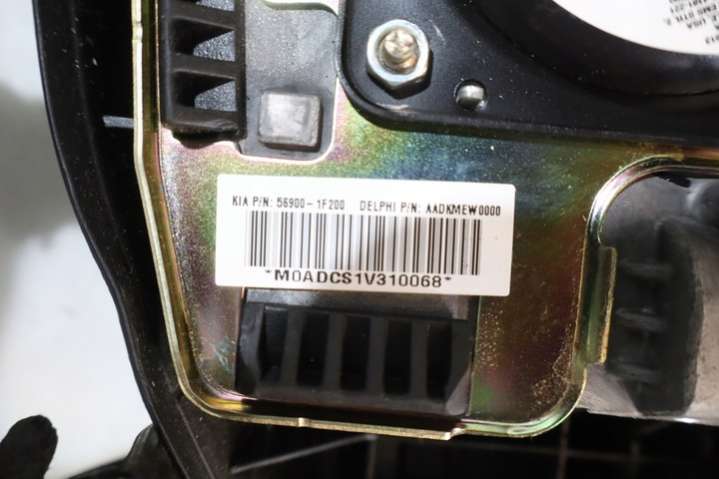 KIA P/N: 56900-1F200 DELPHI P/N: AADKMEW0000
*M0ADCS1V310068*